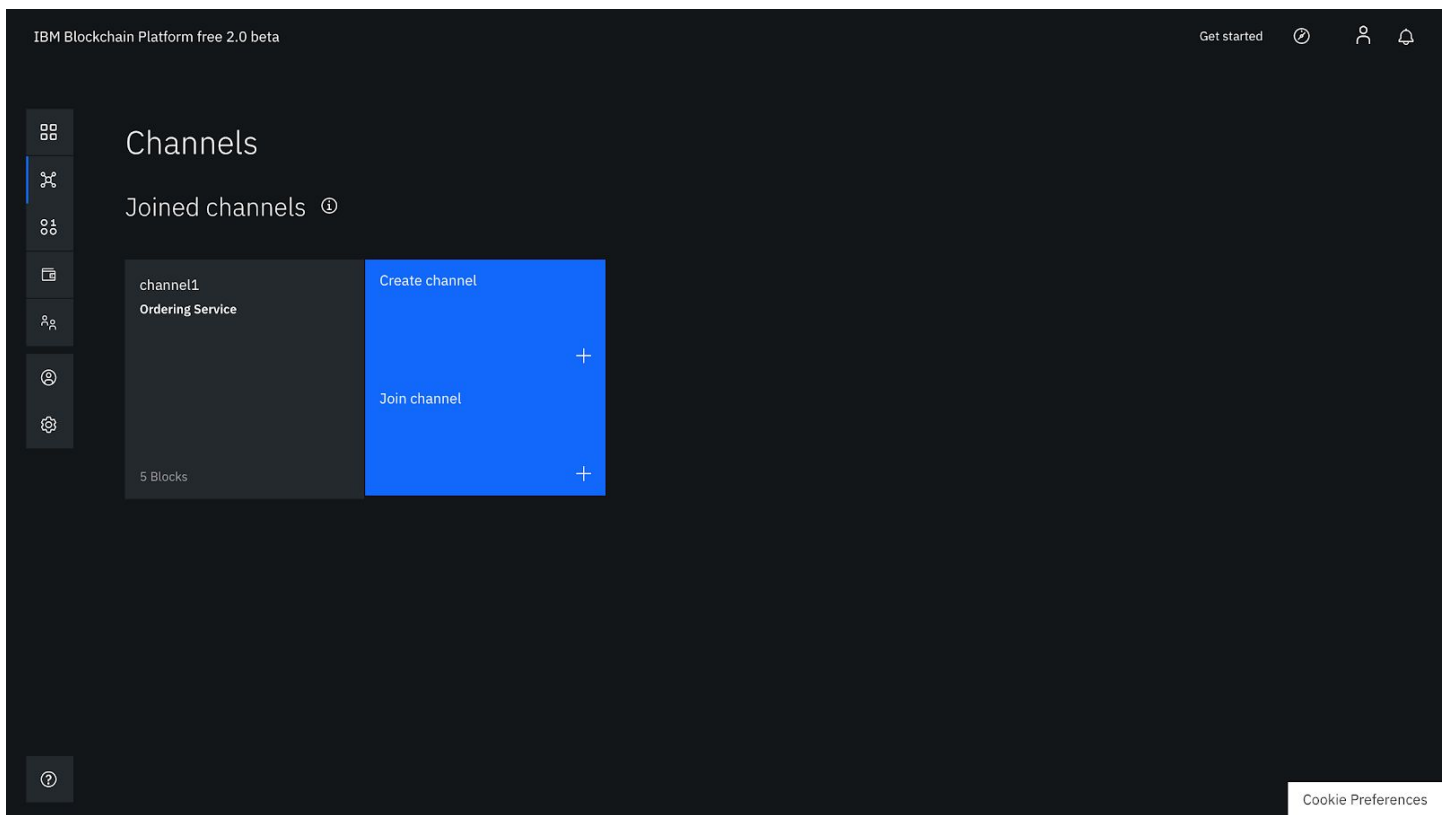 IBM Blockchain Platform free 2.0 beta
Get started
Channels
Joined channels
channel1
Ordering Service
5 Blocks
Create channel
Join channel
Cookie Preferences